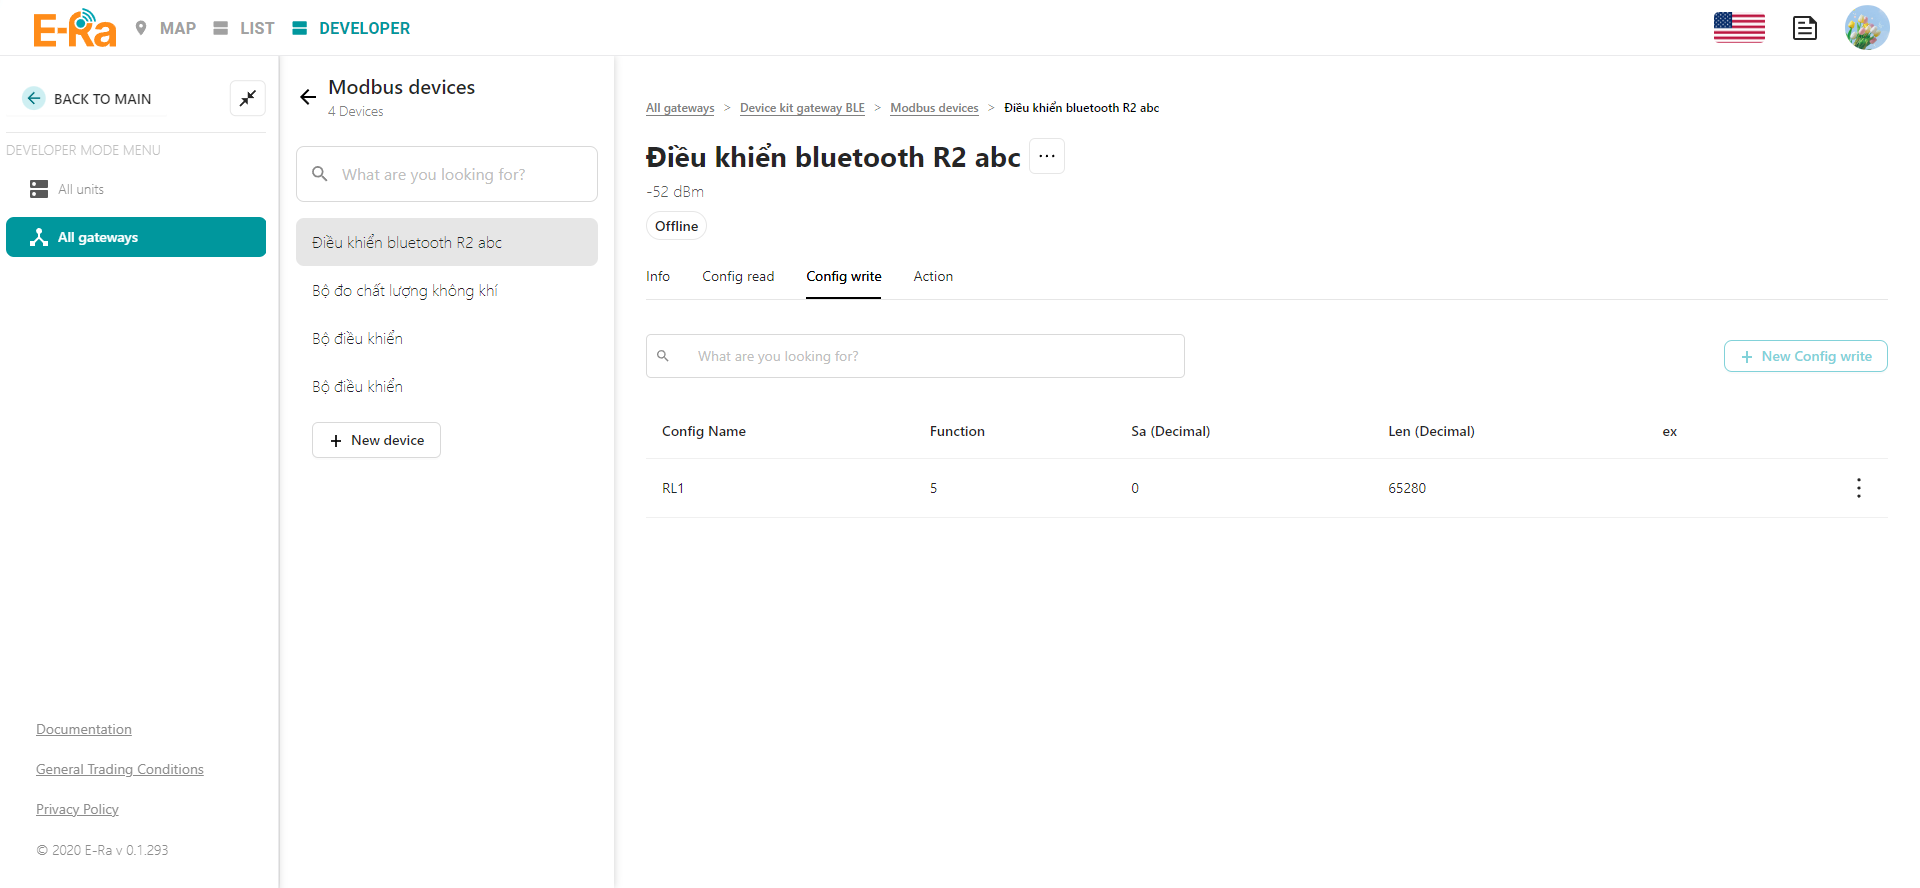 E-Ra MAP LIST DEVELOPER
BACK TO MAIN
DEVELOPER MODE MENU
All units
All gateways
Documentation
General Trading Conditions
Privacy Policy
© 2020 E-Ra v 0.1.293
Modbus devices
4 Devices
What are you looking for?
Điều khiển bluetooth R2 abc
Bộ đo chất lượng không khí
Bộ điều khiển
Bộ điều khiển
+ New device
All gateways > Device kit gateway BLE > Modbus devices > Điều khiển bluetooth R2 abc
Điều khiển bluetooth R2 abc ...
-52 dBm
Offline
Info Config read Config write Action
What are you looking for?
+ New Config write
Config Name Function Sa (Decimal) Len (Decimal) ex
RL1 5 0 65280